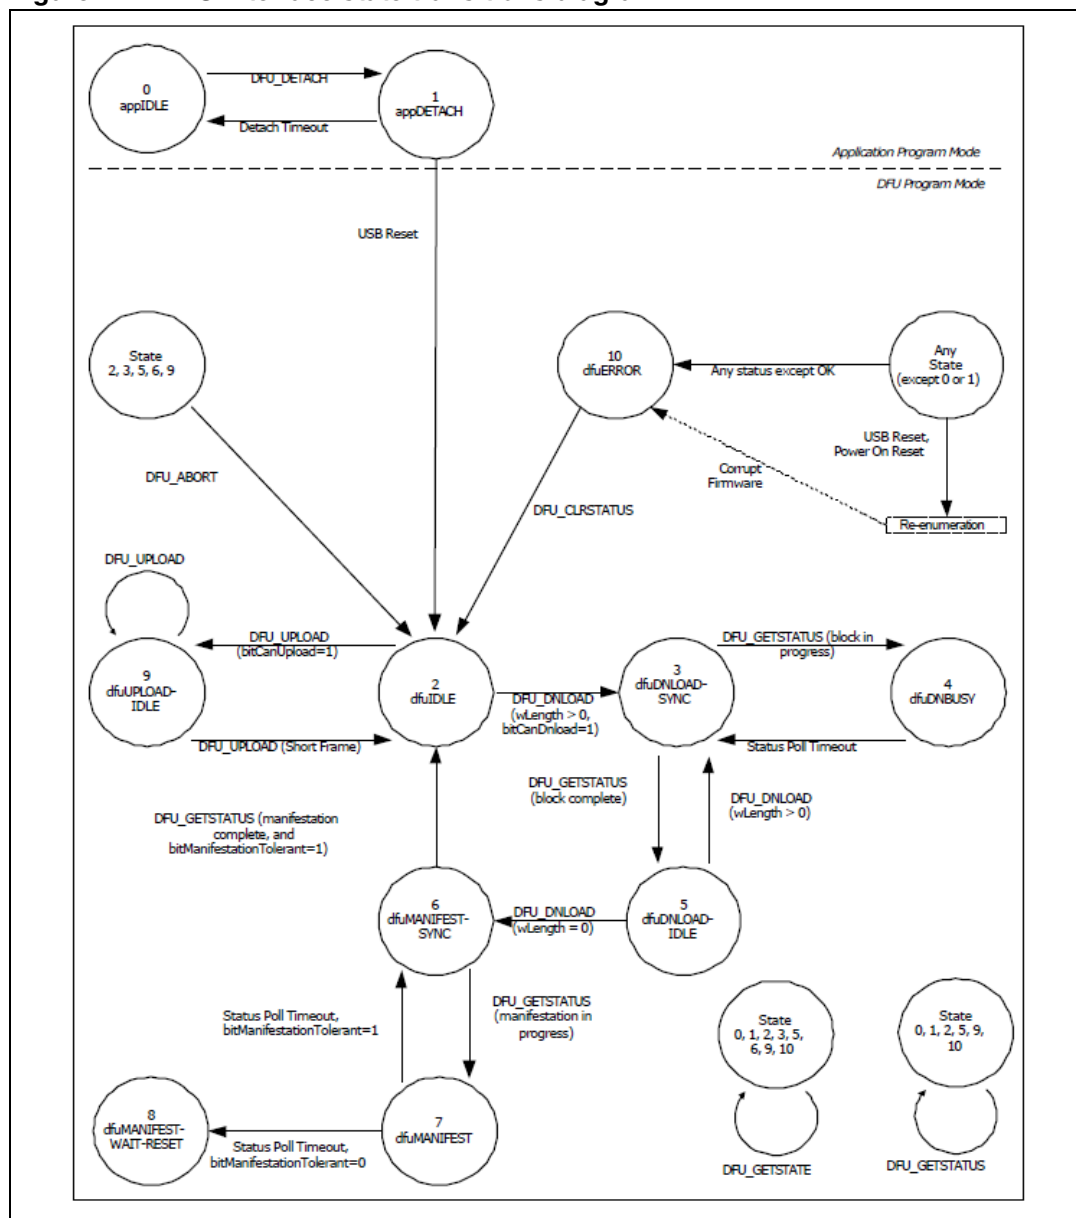 0
appIDLE
DFU_DETACH
1
appDETACH
Detach Timeout
Application Program Mode
DFU Program Mode
USB Reset
State
2, 3, 5, 6, 9
10
dfuERROR
Any status except OK
Any
State
(except 0 or 1)
USB Reset,
Power On Reset
Corrupt
Firmware
Re-enumeration
DFU_ABORT
DFU_CLRSTATUS
DFU_UPLOAD
DFU_UPLOAD
(bitCanUpload=1)
9
dfuUPLOAD-
IDLE
2
dfuIDLE
DFU_UPLOAD (Short Frame)
DFU_DNLOAD
(wLength > 0,
bitCanDnload=1)
3
dfuDNLOAD-
SYNC
DFU_GETSTATUS (block in
progress)
4
dfuDNBUSY
Status Poll Timeout
DFU_GETSTATUS
(block complete)
DFU_DNLOAD
(wLength > 0)
DFU_GETSTATUS (manifestation
complete, and
bitManifestationTolerant=1)
6
dfuMANIFEST-
SYNC
DFU_DNLOAD
(wLength = 0)
5
dfuDNLOAD-
IDLE
Status Poll Timeout,
bitManifestationTolerant=1
DFU_GETSTATUS
(manifestation in
progress)
8
dfuMANIFEST-
WAIT-RESET
Status Poll Timeout,
bitManifestationTolerant=0
7
dfuMANIFEST
State
0, 1, 2, 3, 5,
6, 9, 10
DFU_GETSTATE
State
0, 1, 2, 5, 9,
10
DFU_GETSTATUS